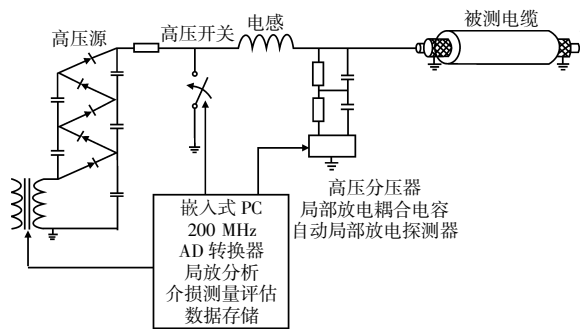 高压源
高压开关
电感
被测电缆
高压分压器
局部放电耦合电容
自动局部放电探测器
嵌入式 PC
200 MHz
AD 转换器
局放分析
介损测量评估
数据存储